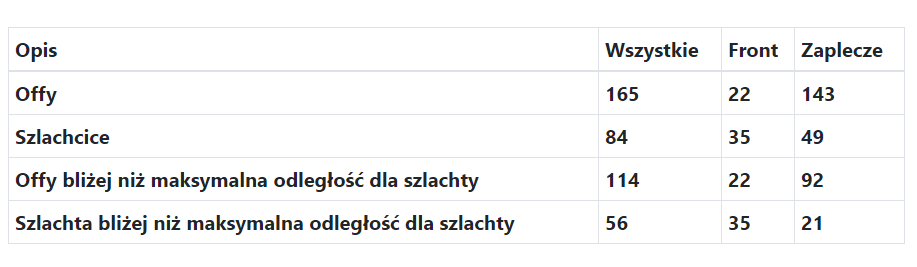 Opis Wszystkie Front Zaplecze
Offy 165 22 143
Szlachcice 84 35 49
Offy bliżej niż maksymalna odległość dla szlachty 114 22 92
Szlachta bliżej niż maksymalna odległość dla szlachty 56 35 21